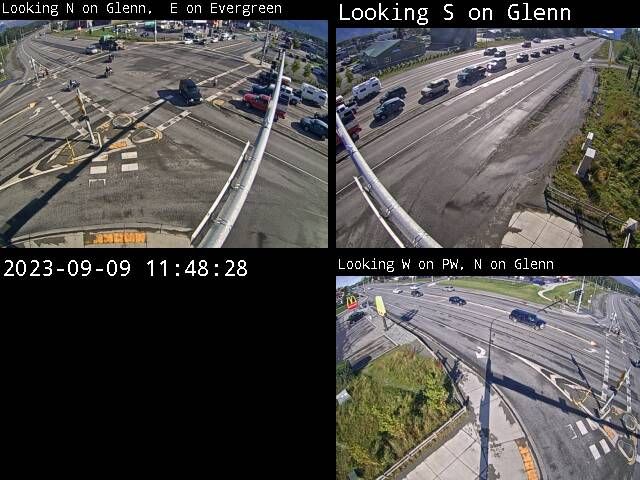 Looking N on Glenn, E on Evergreen
Looking S on Glenn
2023-09-09 11:48:28
Looking W on PW, N on Glenn